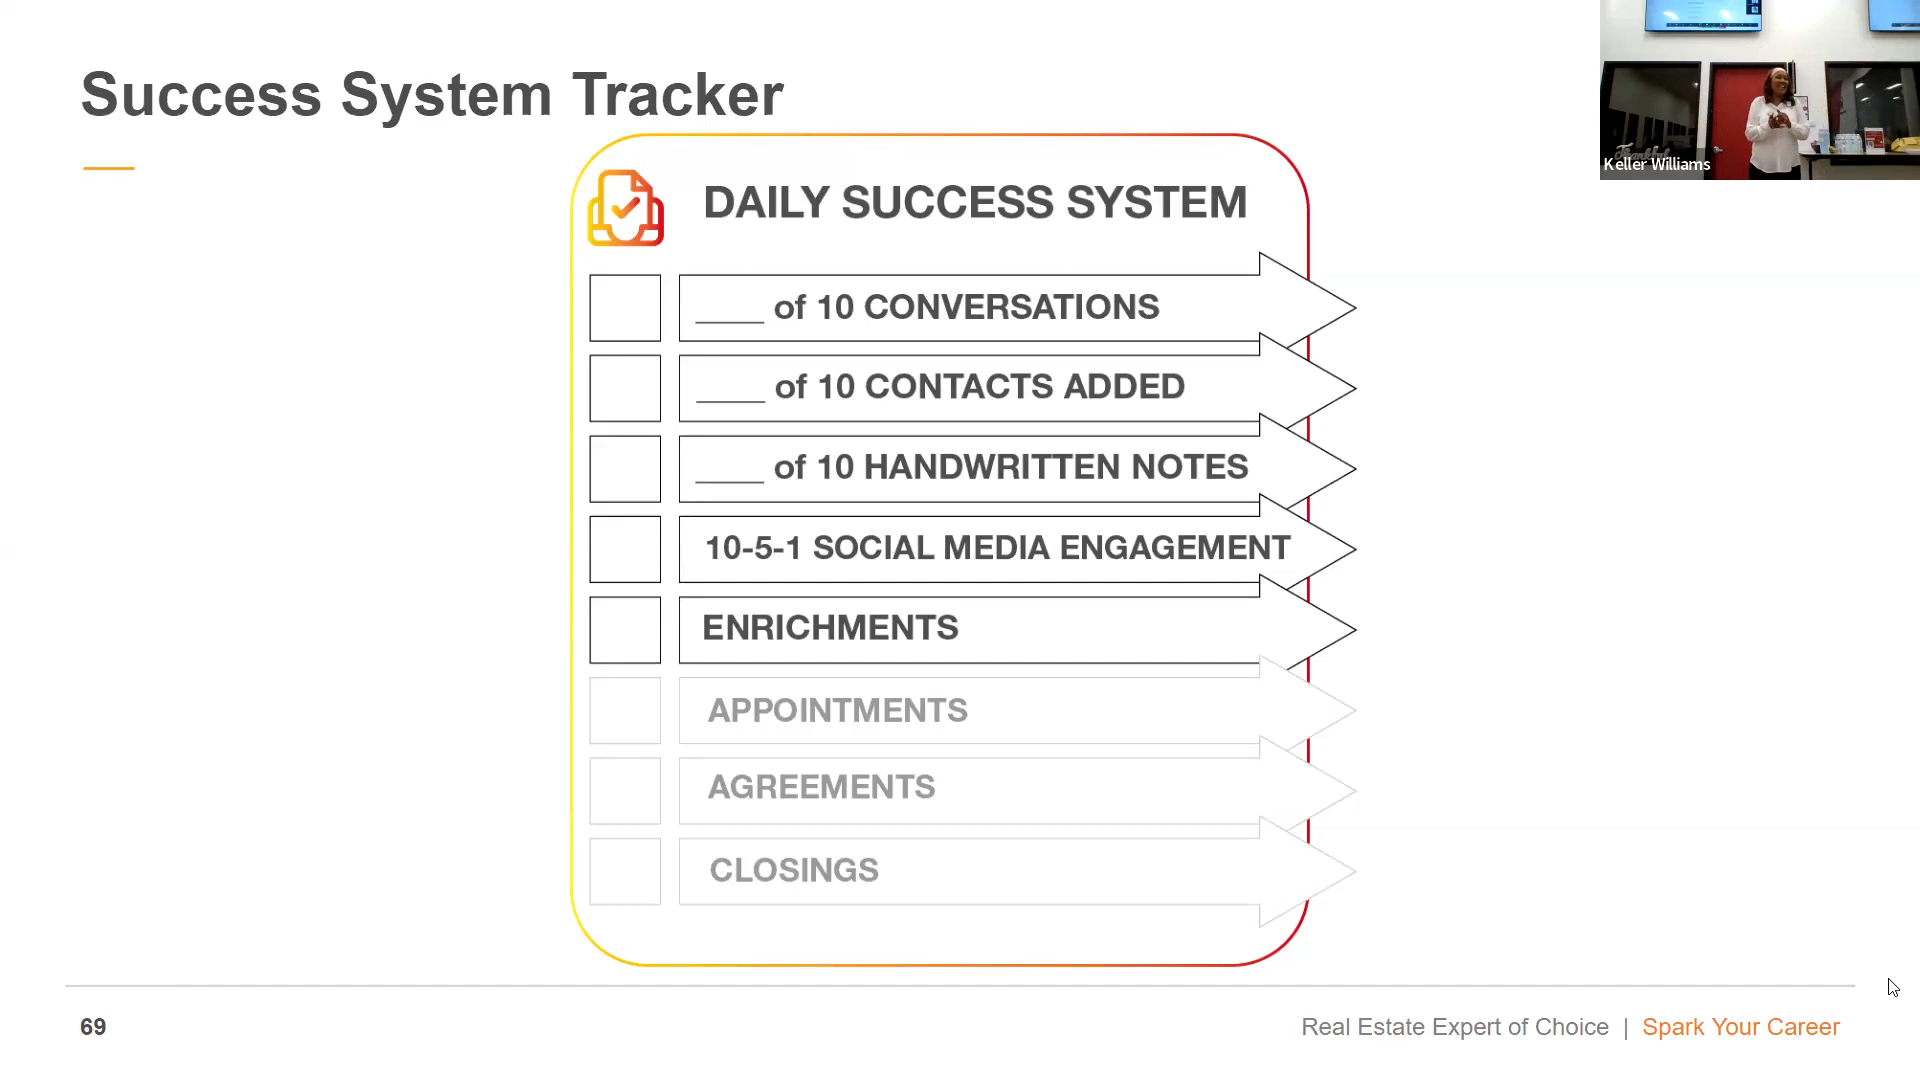 Success System Tracker
Thankful
Keller Williams
DAILY SUCCESS SYSTEM
____ of 10 CONVERSATIONS
____ of 10 CONTACTS ADDED
____ of 10 HANDWRITTEN NOTES
10-5-1 SOCIAL MEDIA ENGAGEMENT
ENRICHMENTS
APPOINTMENTS
AGREEMENTS
CLOSINGS
69
Real Estate Expert of Choice | Spark Your Career